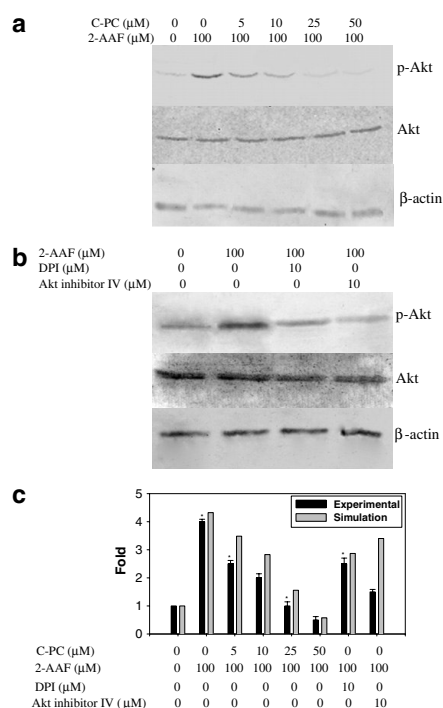 a
C-PC (µM) 0 0 5 10 25 50
2-AAF (µM) 0 100 100 100 100 100
p-Akt
Akt
β-actin
b
2-AAF (µM) 0 100 100 100
DPI (µM) 0 0 10 0
Akt inhibitor IV (µM) 0 0 0 10
p-Akt
Akt
β-actin
c
Experimental
Simulation
Fold
5
4
3
2
1
0
* * * *
C-PC (µM) 0 0 5 10 25 50 0 0
2-AAF (µM) 0 100 100 100 100 100 100 100
DPI (µM) 0 0 0 0 0 0 10 0
Akt inhibitor IV (µM) 0 0 0 0 0 0 0 10